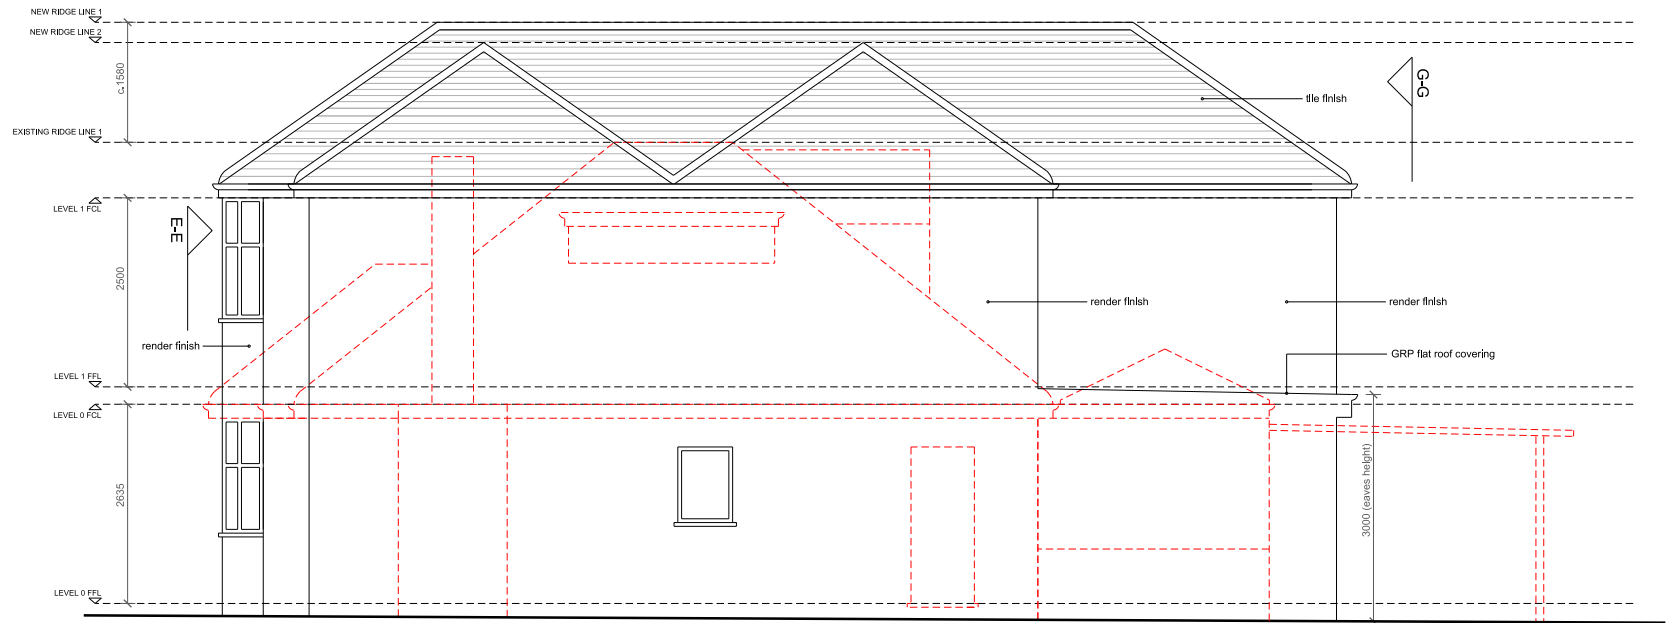 NEW RIDGE LINE 1
NEW RIDGE LINE 2
c.1580
G-G
tile finish
EXISTING RIDGE LINE 1
LEVEL 1 FCL
E-E
2500
render finish
render finish
render finish
GRP flat roof covering
LEVEL 1 FFL
LEVEL 0 FCL
2635
3000 (eaves height)
LEVEL 0 FFL